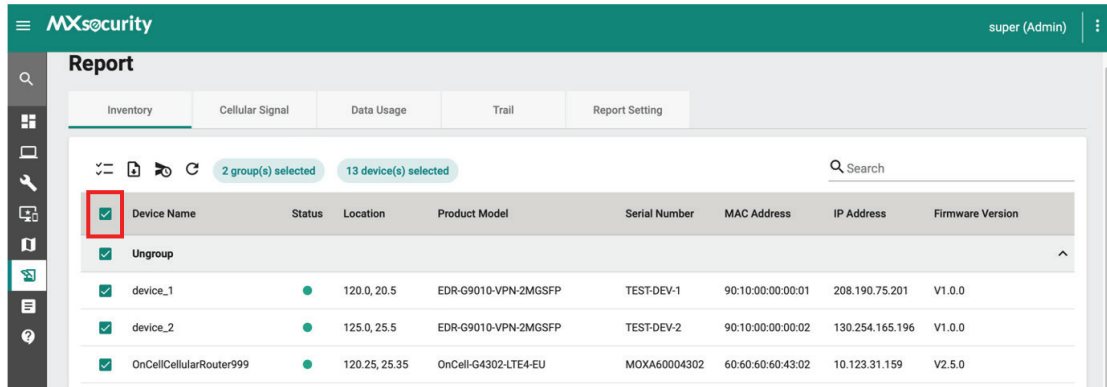 MXsecurity
super (Admin)
Report
Inventory Cellular Signal Data Usage Trail Report Setting
2 group(s) selected 13 device(s) selected Search
Device Name Status Location Product Model Serial Number MAC Address IP Address Firmware Version
Ungroup
device_1 120.0, 20.5 EDR-G9010-VPN-2MGSFP TEST-DEV-1 90:10:00:00:00:01 208.190.75.201 V1.0.0
device_2 125.0, 25.5 EDR-G9010-VPN-2MGSFP TEST-DEV-2 90:10:00:00:00:02 130.254.165.196 V1.0.0
OnCellCellularRouter999 120.25, 25.35 OnCell-G4302-LTE4-EU MOXA60004302 60:60:60:60:43:02 10.123.31.159 V2.5.0